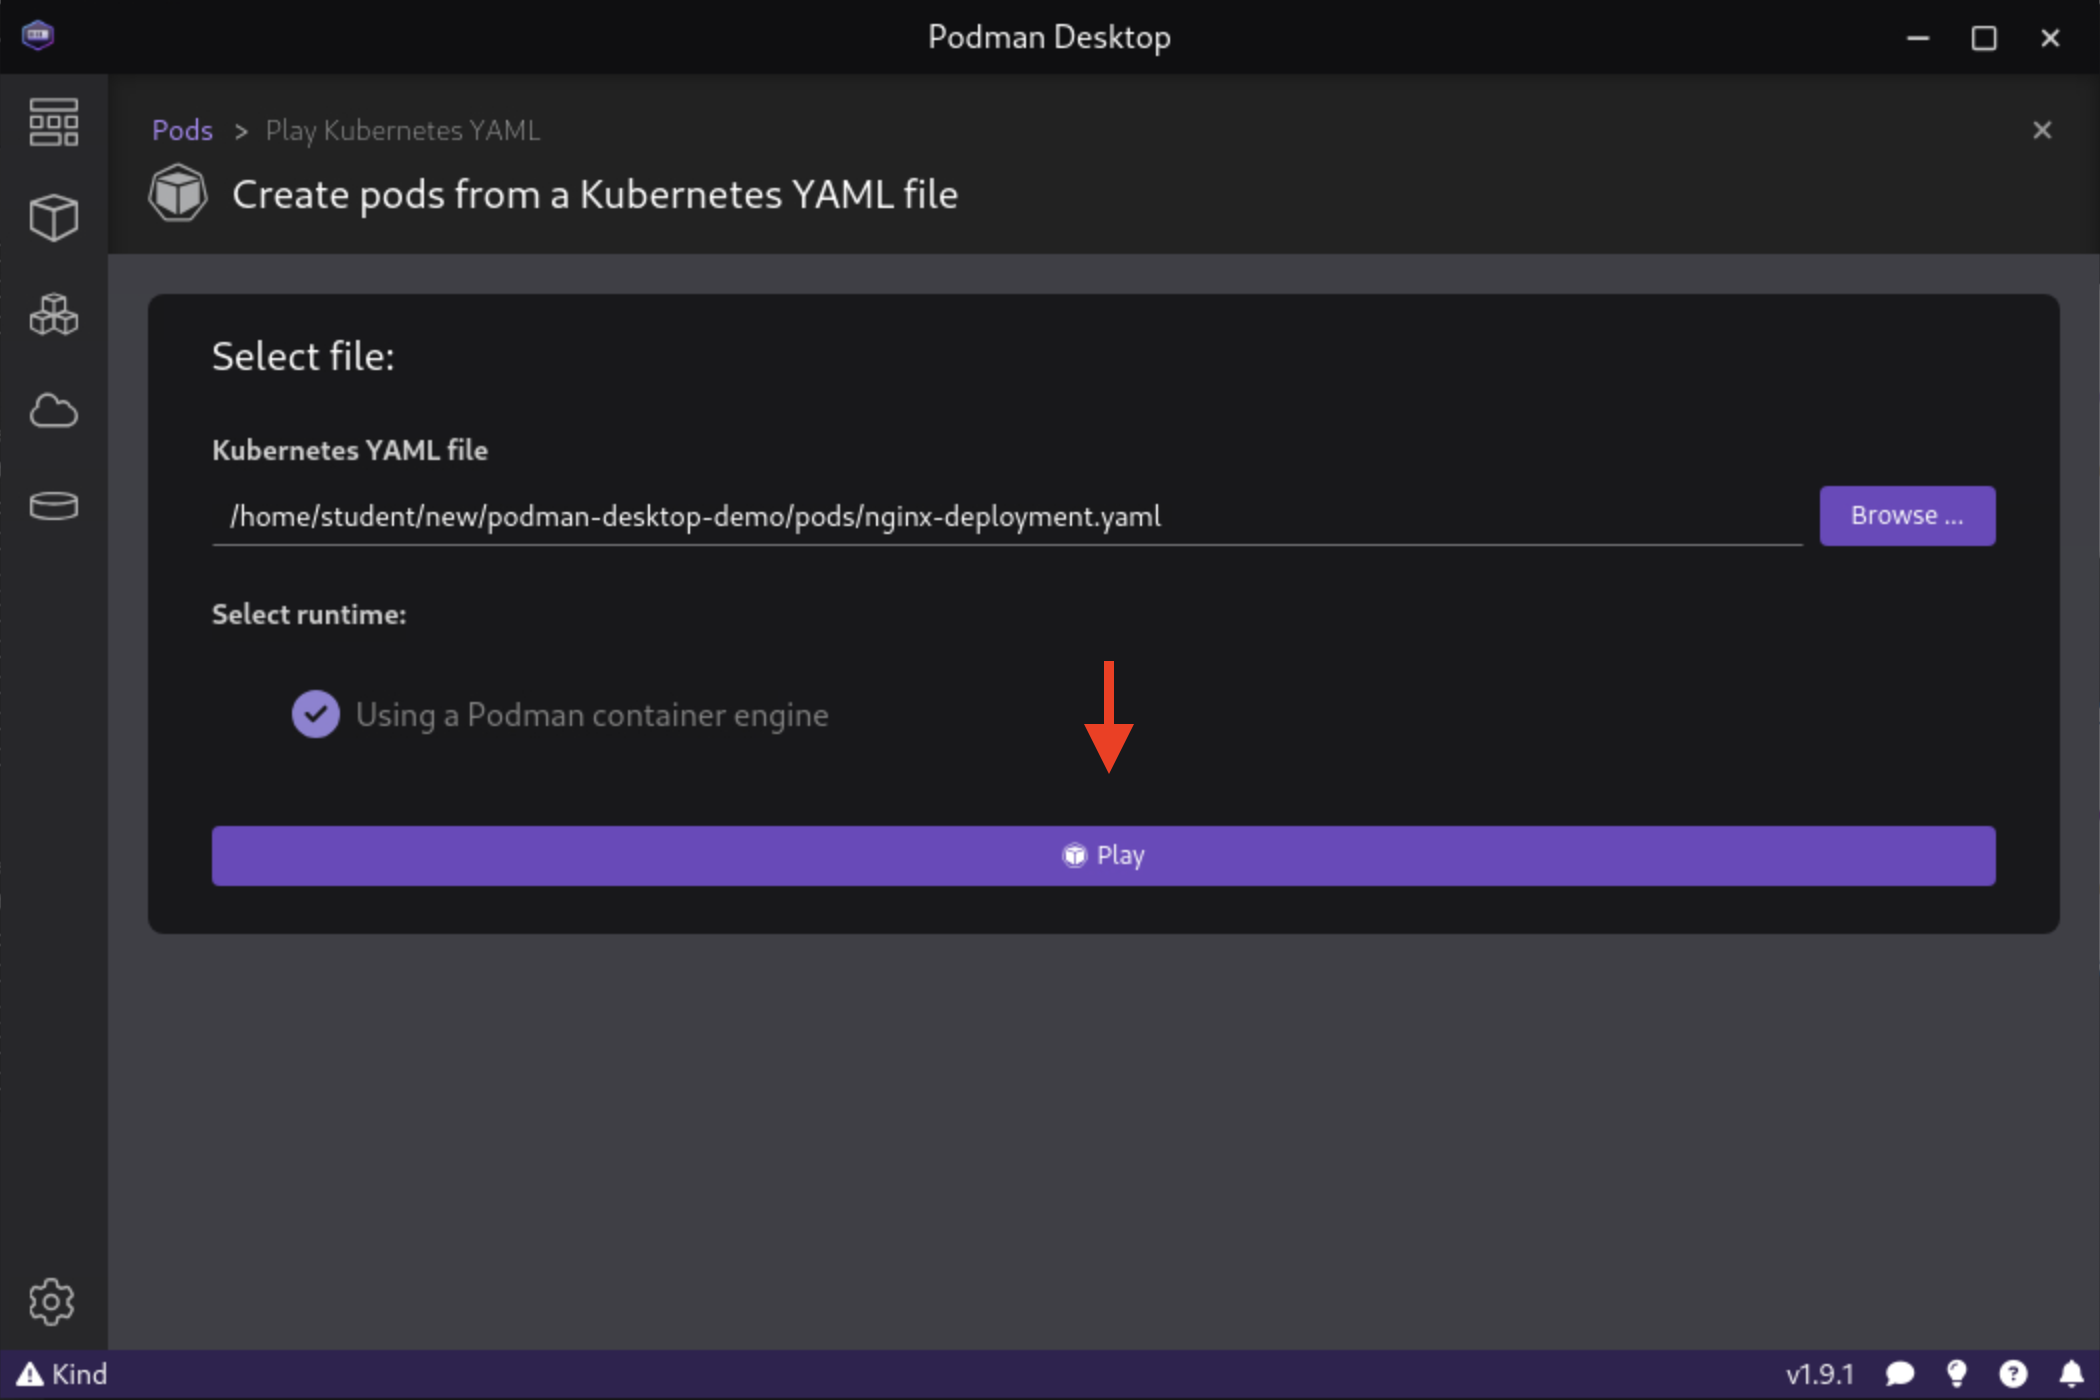 Podman Desktop
Pods > Play Kubernetes YAML
Create pods from a Kubernetes YAML file
Select file:
Kubernetes YAML file
/home/student/new/podman-desktop-demo/pods/nginx-deployment.yaml
Browse ...
Select runtime:
Using a Podman container engine
Play
Kind
v1.9.1